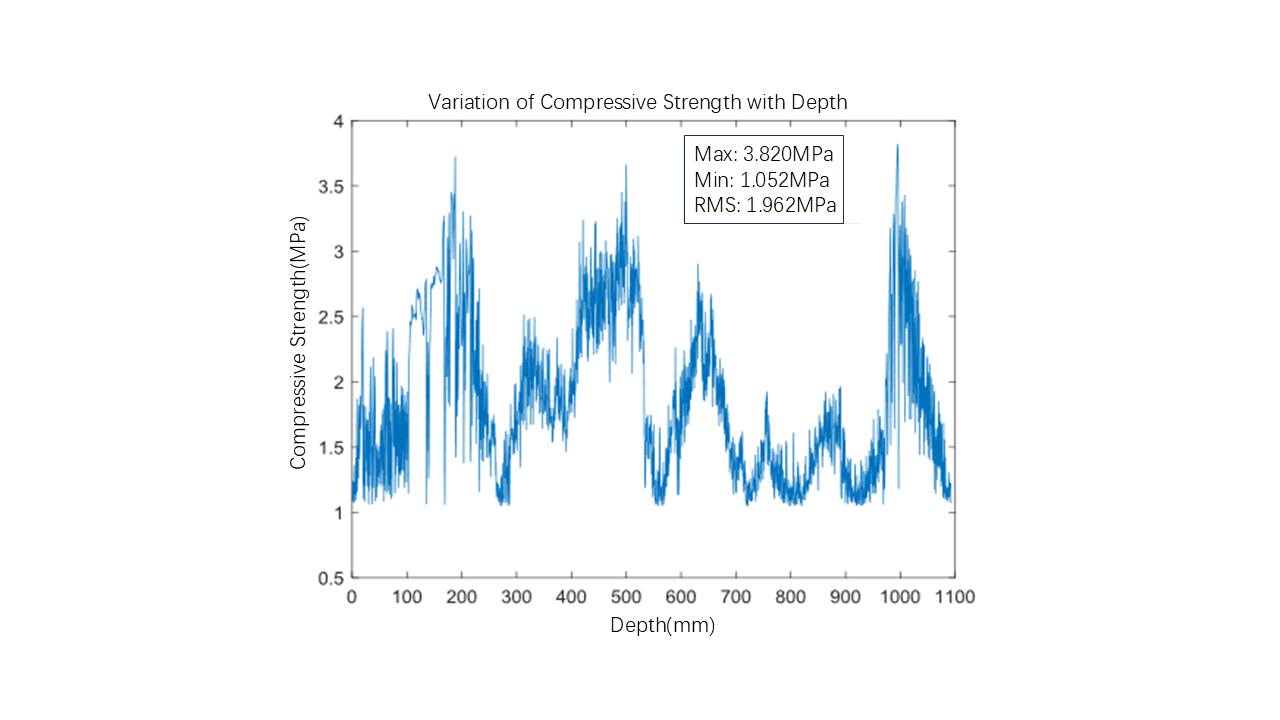 Variation of Compressive Strength with Depth
Max: 3.820MPa
Min: 1.052MPa
RMS: 1.962MPa
Compressive Strength(MPa)
4
3.5
3
2.5
2
1.5
1
0.5
0 100 200 300 400 500 600 700 800 900 1000 1100
Depth(mm)